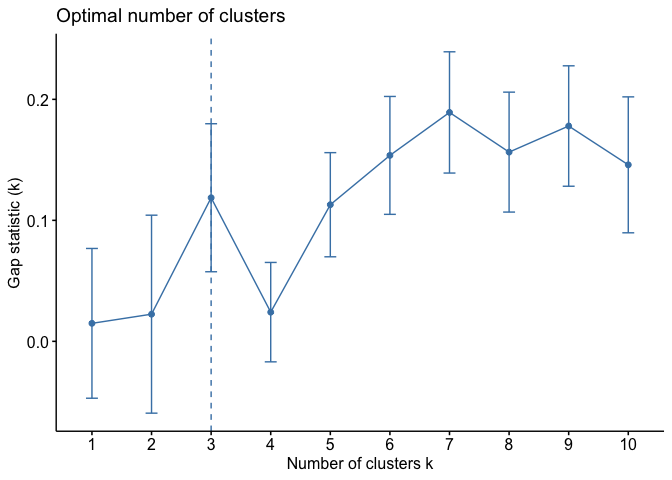 Optimal number of clusters
Gap statistic (k)
0.2
0.1
0.0
1 2 3 4 5 6 7 8 9 10
Number of clusters k